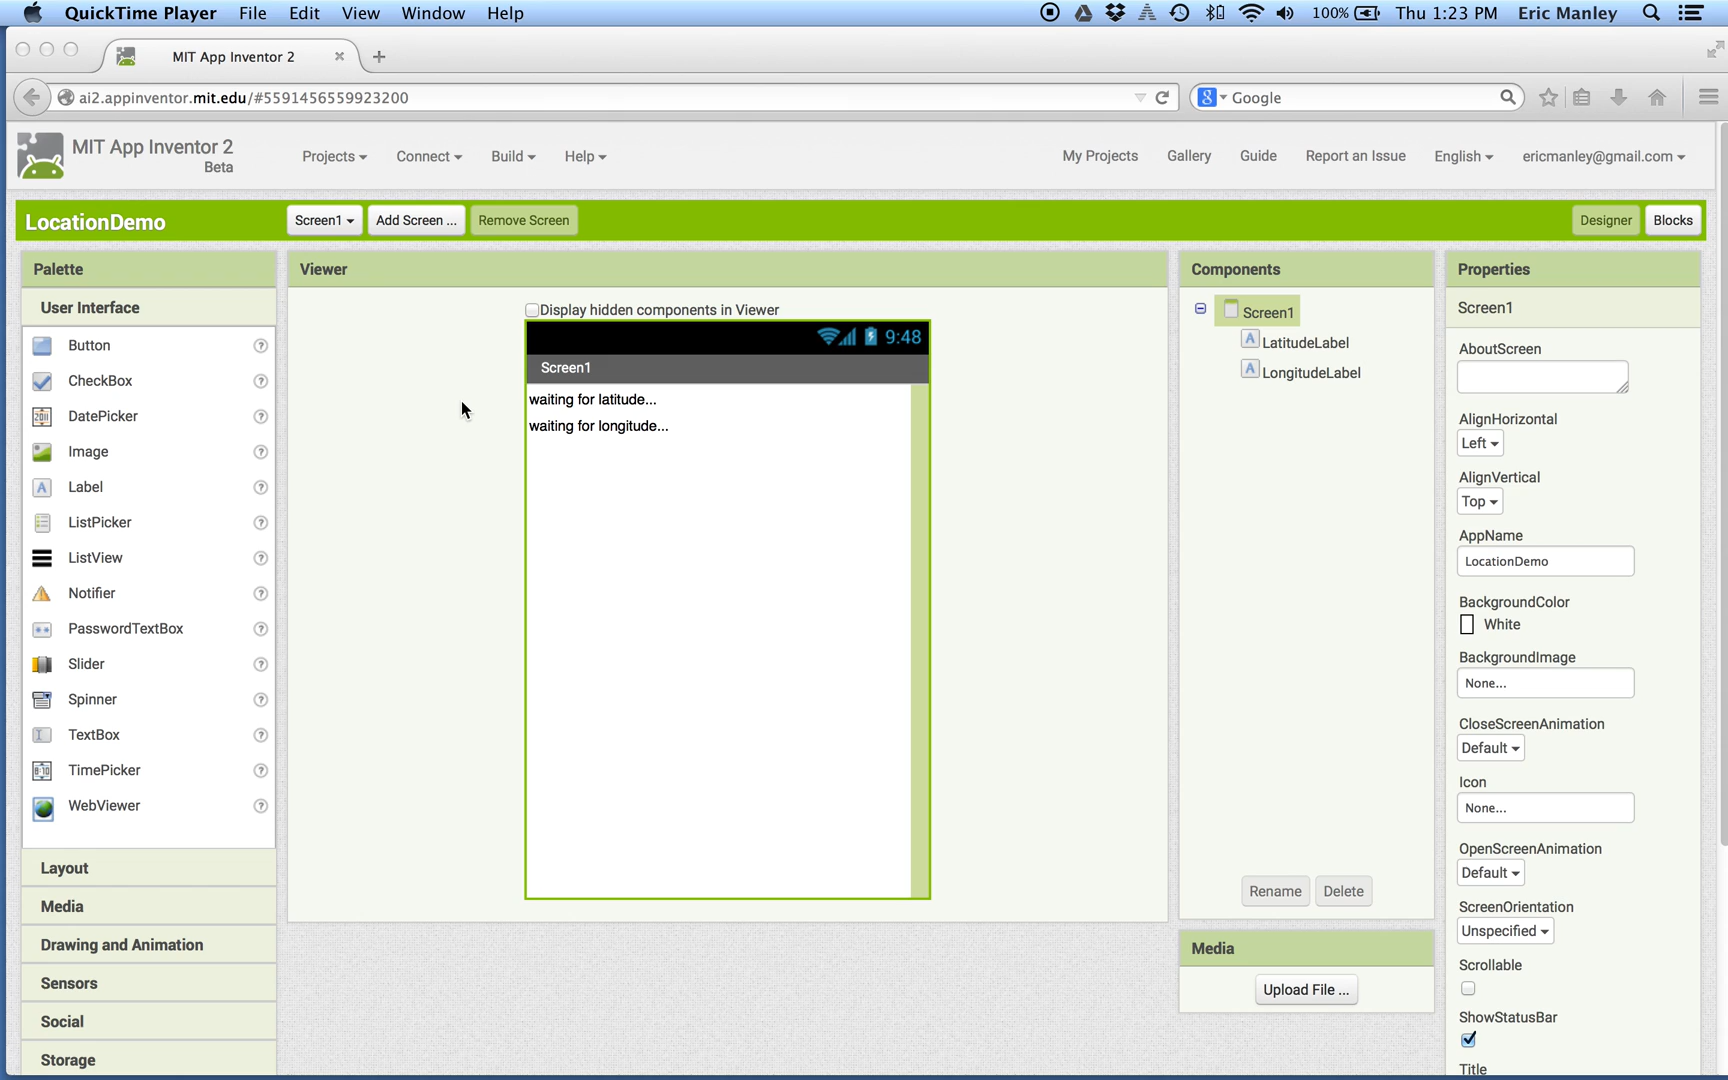 QuickTime Player File Edit View Window Help 100% Thu 1:23 PM Eric Manley
MIT App Inventor 2
ai2.appinventor.mit.edu/#5591456559923200 Google
MIT App Inventor 2
Beta
Projects Connect Build Help My Projects Gallery Guide Report an Issue English ericmanley@gmail.com
LocationDemo Screen1 Add Screen ... Remove Screen Designer Blocks
Palette
User Interface
Button
CheckBox
DatePicker
Image
Label
ListPicker
ListView
Notifier
PasswordTextBox
Slider
Spinner
TextBox
TimePicker
WebViewer
Layout
Media
Drawing and Animation
Sensors
Social
Storage
Viewer
Display hidden components in Viewer
9:48
Screen1
waiting for latitude...
waiting for longitude...
Components
Screen1
LatitudeLabel
LongitudeLabel
Rename Delete
Media
Upload File ...
Properties
Screen1
AboutScreen
AlignHorizontal
Left
AlignVertical
Top
AppName
LocationDemo
BackgroundColor
White
BackgroundImage
None...
CloseScreenAnimation
Default
Icon
None...
OpenScreenAnimation
Default
ScreenOrientation
Unspecified
Scrollable
ShowStatusBar
Title